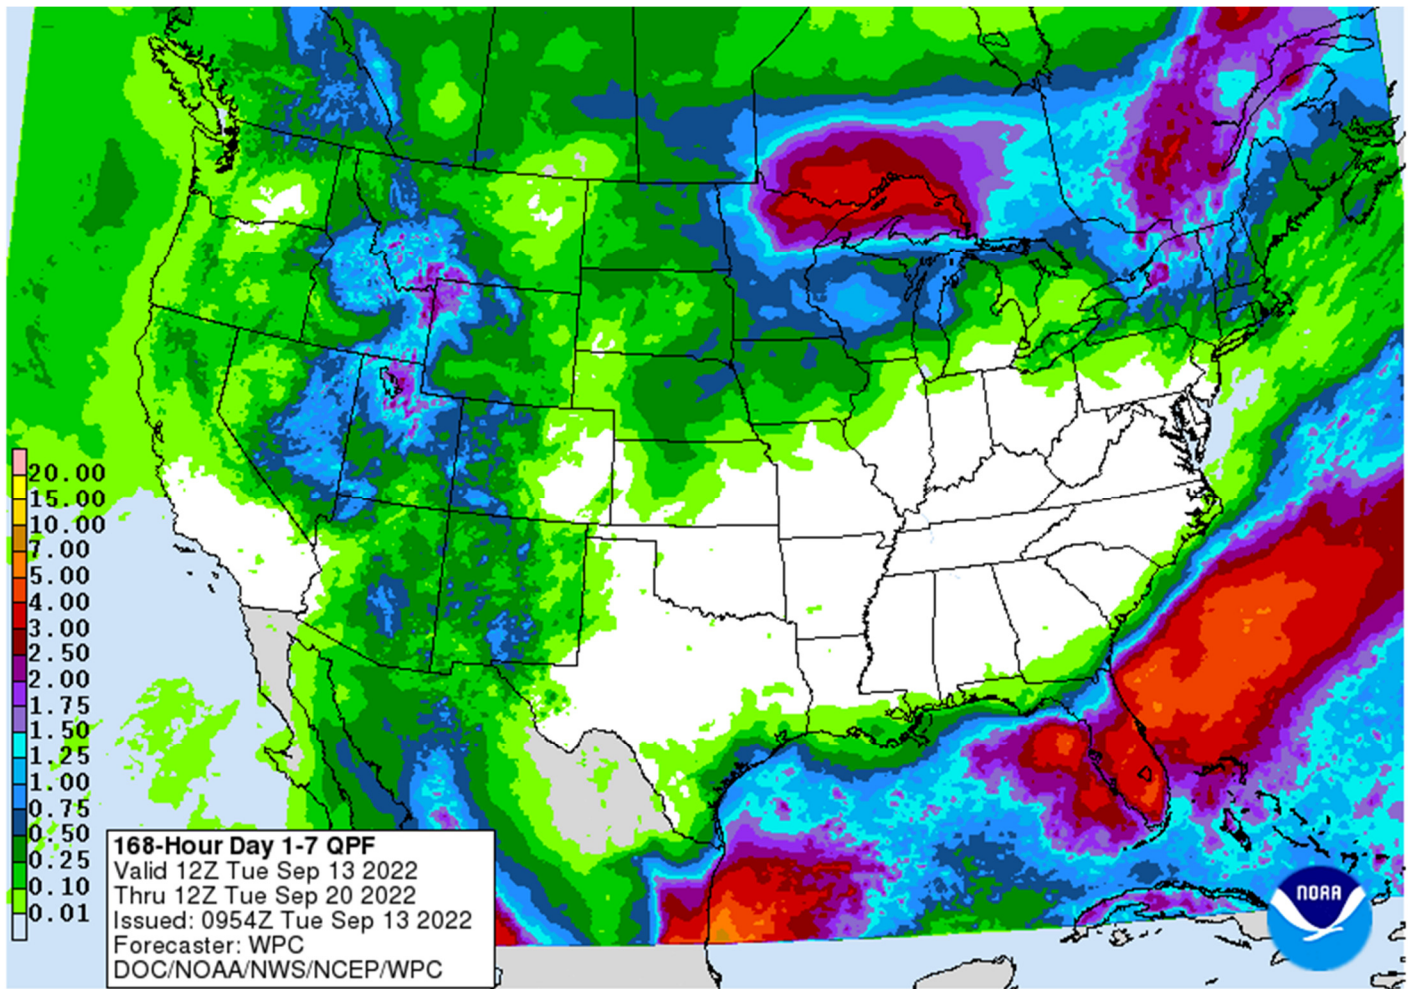 20.00
15.00
10.00
7.00
5.00
4.00
3.00
2.50
2.00
1.75
1.50
1.25
1.00
0.75
0.50
0.25
0.10
0.01
168-Hour Day 1-7 QPF
Valid 12Z Tue Sep 13 2022
Thru 12Z Tue Sep 20 2022
Issued: 0954Z Tue Sep 13 2022
Forecaster: WPC
DOC/NOAA/NWS/NCEP/WPC
NOAA